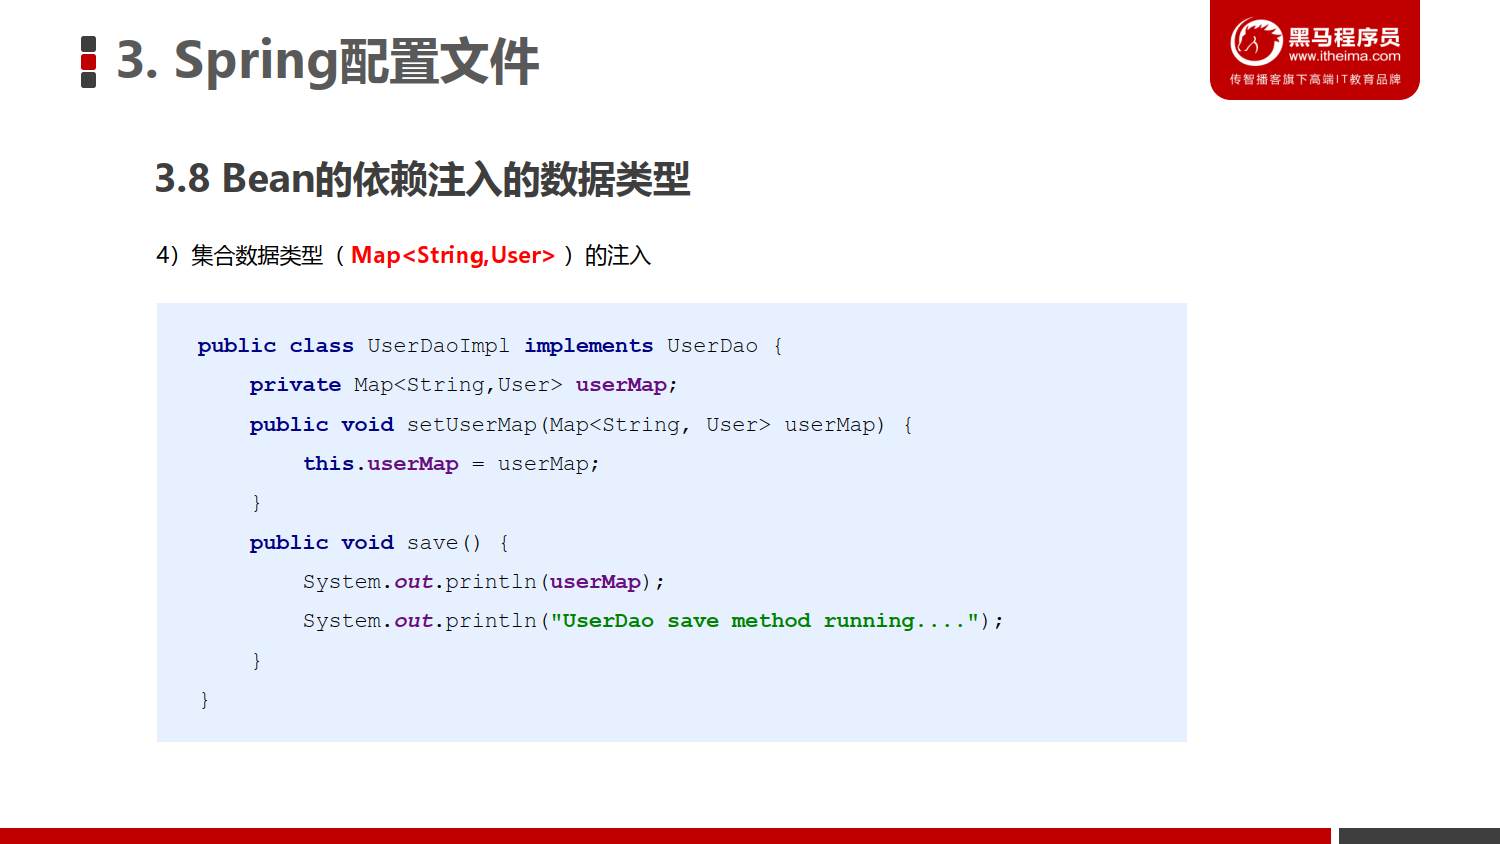 3. Spring配置文件
黑马程序员
www.itheima.com
传智播客旗下高端IT教育品牌
3.8 Bean的依赖注入的数据类型
4）集合数据类型（ Map<String,User> ）的注入
public class UserDaoImpl implements UserDao {
    private Map<String,User> userMap;
    public void setUserMap(Map<String, User> userMap) {
        this.userMap = userMap;
    }
    public void save() {
        System.out.println(userMap);
        System.out.println("UserDao save method running....");
    }
}